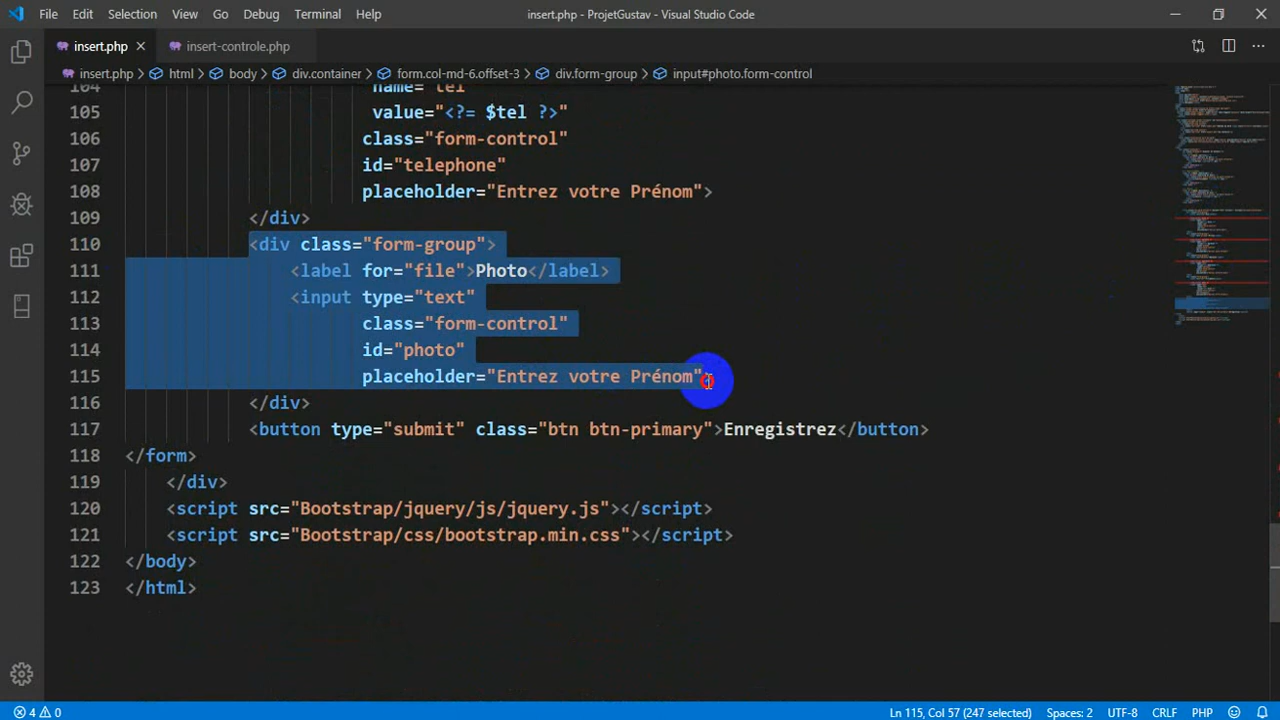 File Edit Selection View Go Debug Terminal Help insert.php - ProjetGustav - Visual Studio Code
insert.php insert-controle.php
insert.php html body div.container form.col-md-6.offset-3 div.form-group input#photo.form-control
104 name="tel"
105 value="<?= $tel ?>"
106 class="form-control"
107 id="telephone"
108 placeholder="Entrez votre Prénom">
109 </div>
110 <div class="form-group">
111 <label for="file">Photo</label>
112 <input type="text"
113 class="form-control"
114 id="photo"
115 placeholder="Entrez votre Prénom">
116 </div>
117 <button type="submit" class="btn btn-primary">Enregistrez</button>
118 </form>
119 </div>
120 <script src="Bootstrap/jquery/js/jquery.js"></script>
121 <script src="Bootstrap/css/bootstrap.min.css"></script>
122 </body>
123 </html>
4 0 Ln 115, Col 57 (247 selected) Spaces: 2 UTF-8 CRLF PHP